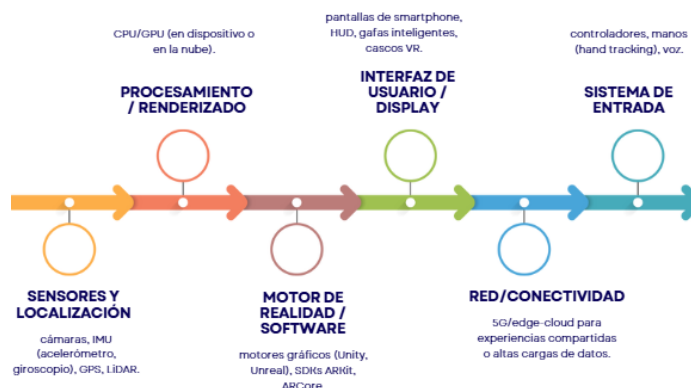 CPU/GPU (en dispositivo o
en la nube).
PROCESAMIENTO
/ RENDERIZADO
pantallas de smartphone,
HUD, gafas inteligentes,
cascos VR.
INTERFAZ DE
USUARIO /
DISPLAY
controladores, manos
(hand tracking), voz.
SISTEMA DE
ENTRADA
SENSORES Y
LOCALIZACIÓN
cámaras, IMU
(acelerómetro,
giroscopio), GPS, LiDAR.
MOTOR DE
REALIDAD /
SOFTWARE
motores gráficos (Unity,
Unreal), SDKs ARKit,
ARCore
RED/CONECTIVIDAD
5G/edge-cloud para
experiencias compartidas
o altas cargas de datos.